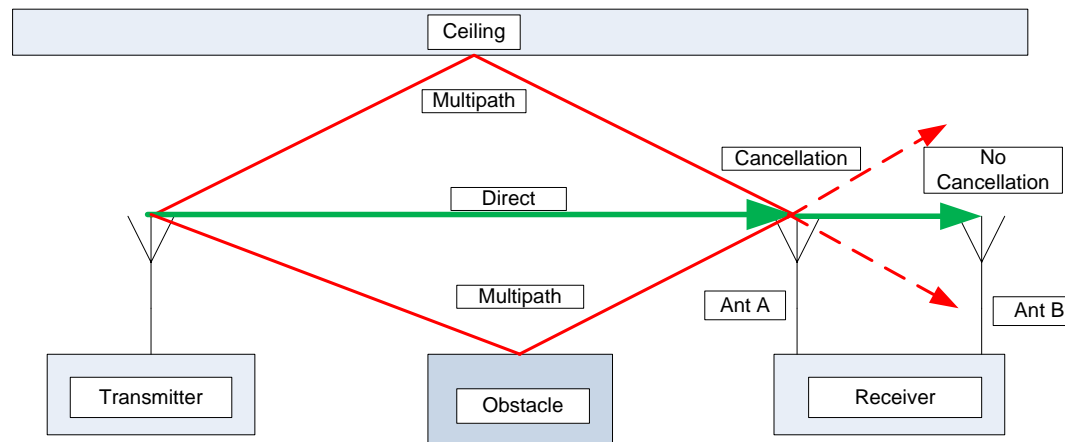 Ceiling
Multipath
Cancellation
No
Cancellation
Direct
Multipath
Ant A
Ant B
Transmitter
Obstacle
Receiver